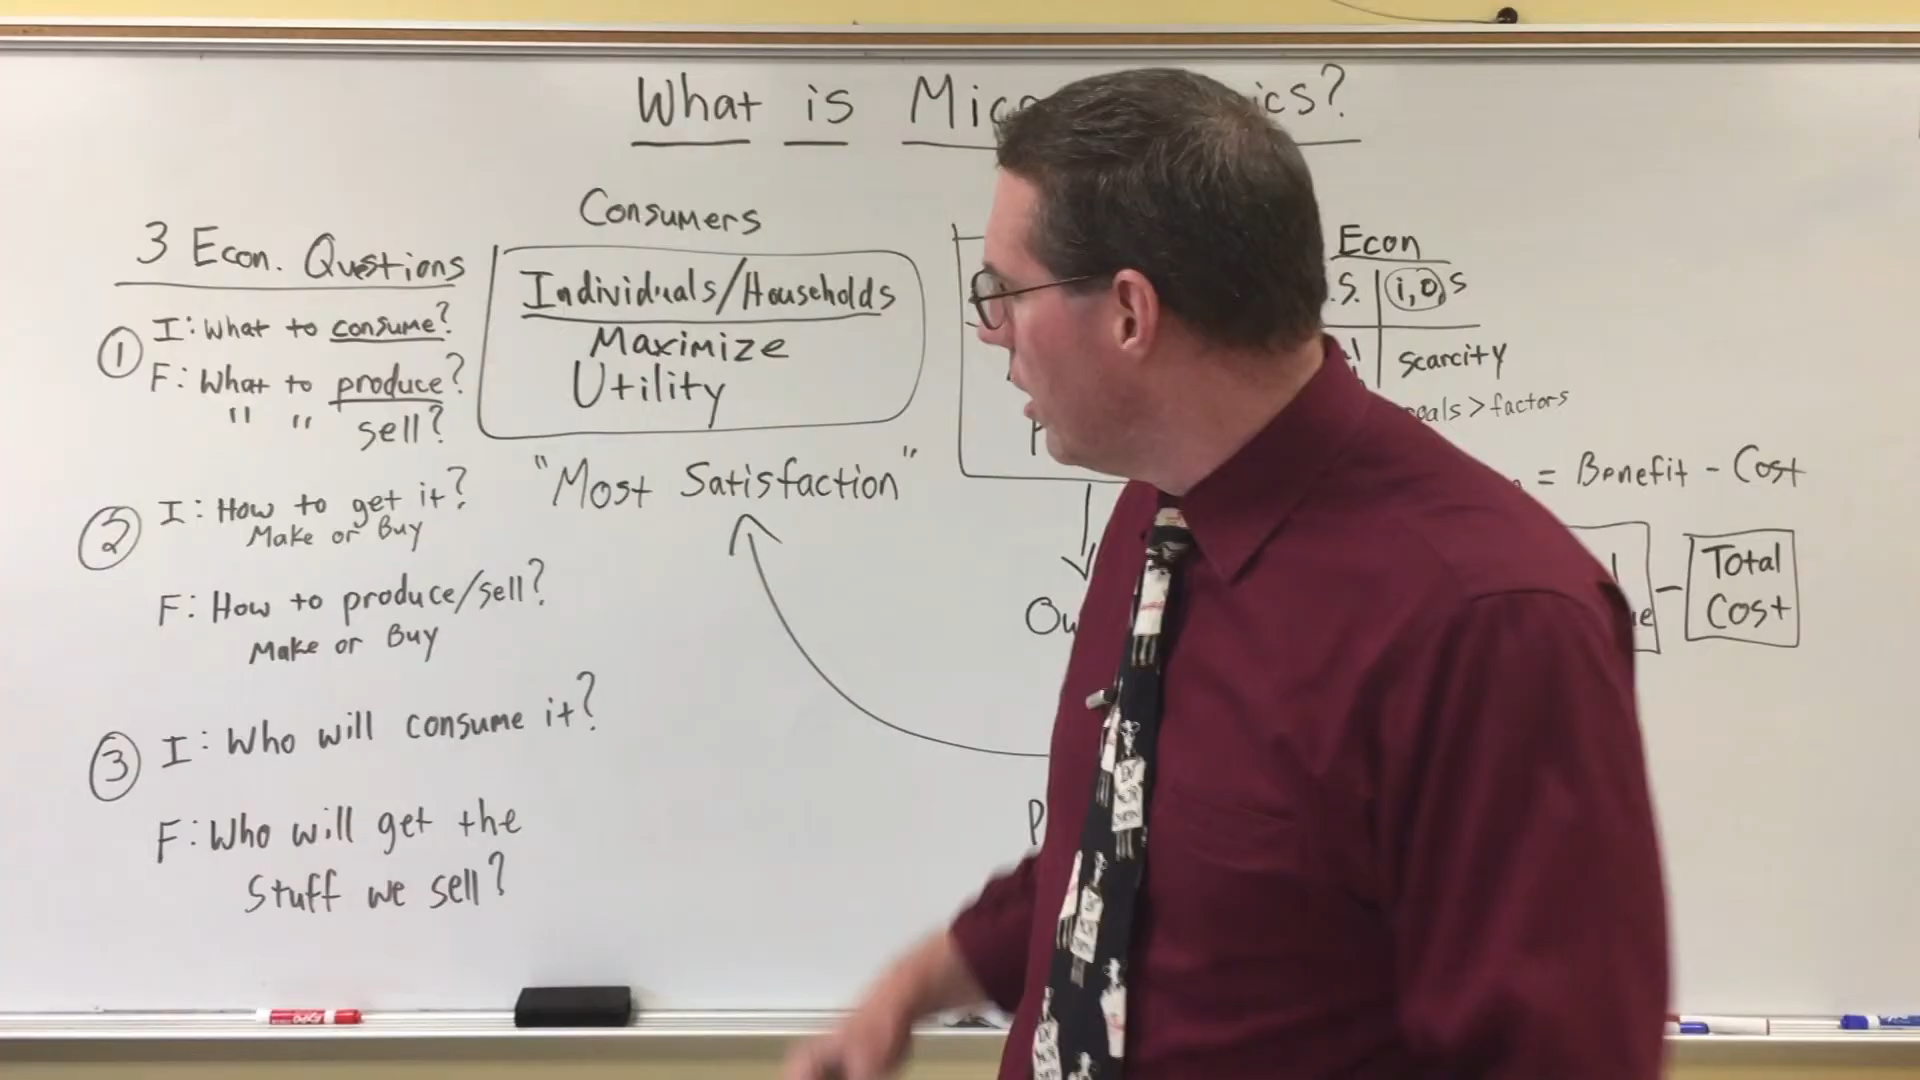 What is
3 Econ. Questions
① I: What to consume?
F: What to produce?
" " sell?
② I: How to get it?
Make or Buy
F: How to produce/sell?
Make or Buy
③ I: Who will consume it?
F: Who will get the
Stuff we sell?
Consumers
Individuals/Households
Maximize
Utility
"Most Satisfaction"
Econ
i,o,s
scarcity
> factors
= Benefit - Cost
- Total
Cost